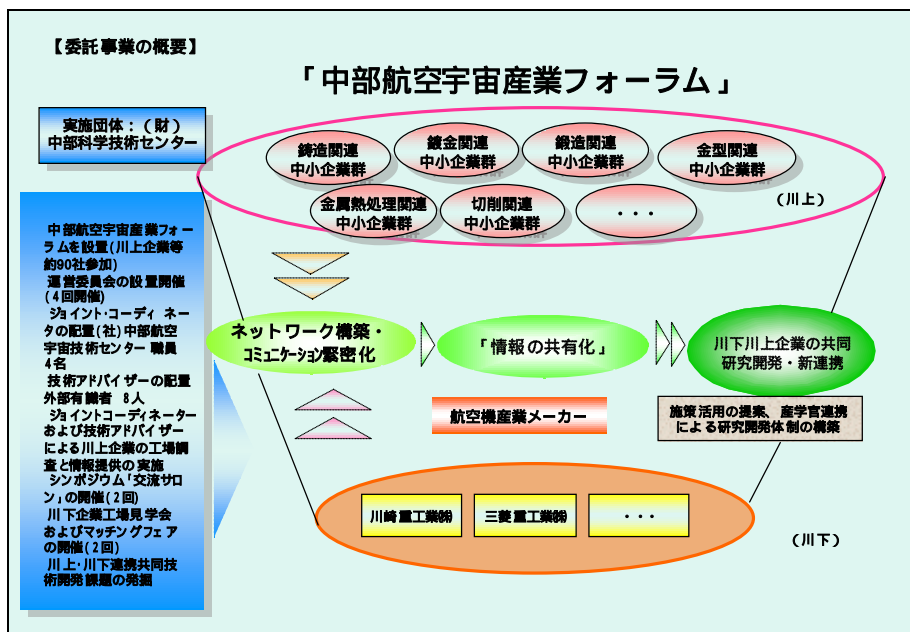 【委託事業の概要】
「中部航空宇宙産業フォーラム」
実施団体：（財）
中部科学技術センター
鋳造関連
中小企業群
鍍金関連
中小企業群
鍛造関連
中小企業群
金型関連
中小企業群
金属熱処理関連
中小企業群
切削関連
中小企業群
・・・
（川上）
中部航空宇宙産業フォー
ラムを設置(川上企業等
約90社参加)
運営委員会の設置開催
(4回開催)
ジョイント・コーディネー
タの配置(社)中部航空
宇宙技術センター 職員
4名
技術アドバイザーの配置
外部有識者 8人
ジョイントコーディネーター
および技術アドバイザー
による川上企業の工場調
査と情報提供の実施
シンポジウム「交流サロ
ン」の開催(2回)
川下企業工場見学会
およびマッチングフェア
の開催(2回)
川上・川下連携共同技
術開発課題の発掘
ネットワーク構築・
コミュニケーション緊密化
「情報の共有化」
川下川上企業の共同
研究開発・新連携
航空機産業メーカー
施策活用の提案、産学官連携
による研究開発体制の構築
川崎重工業㈱
三菱重工業㈱
・・・
（川下）